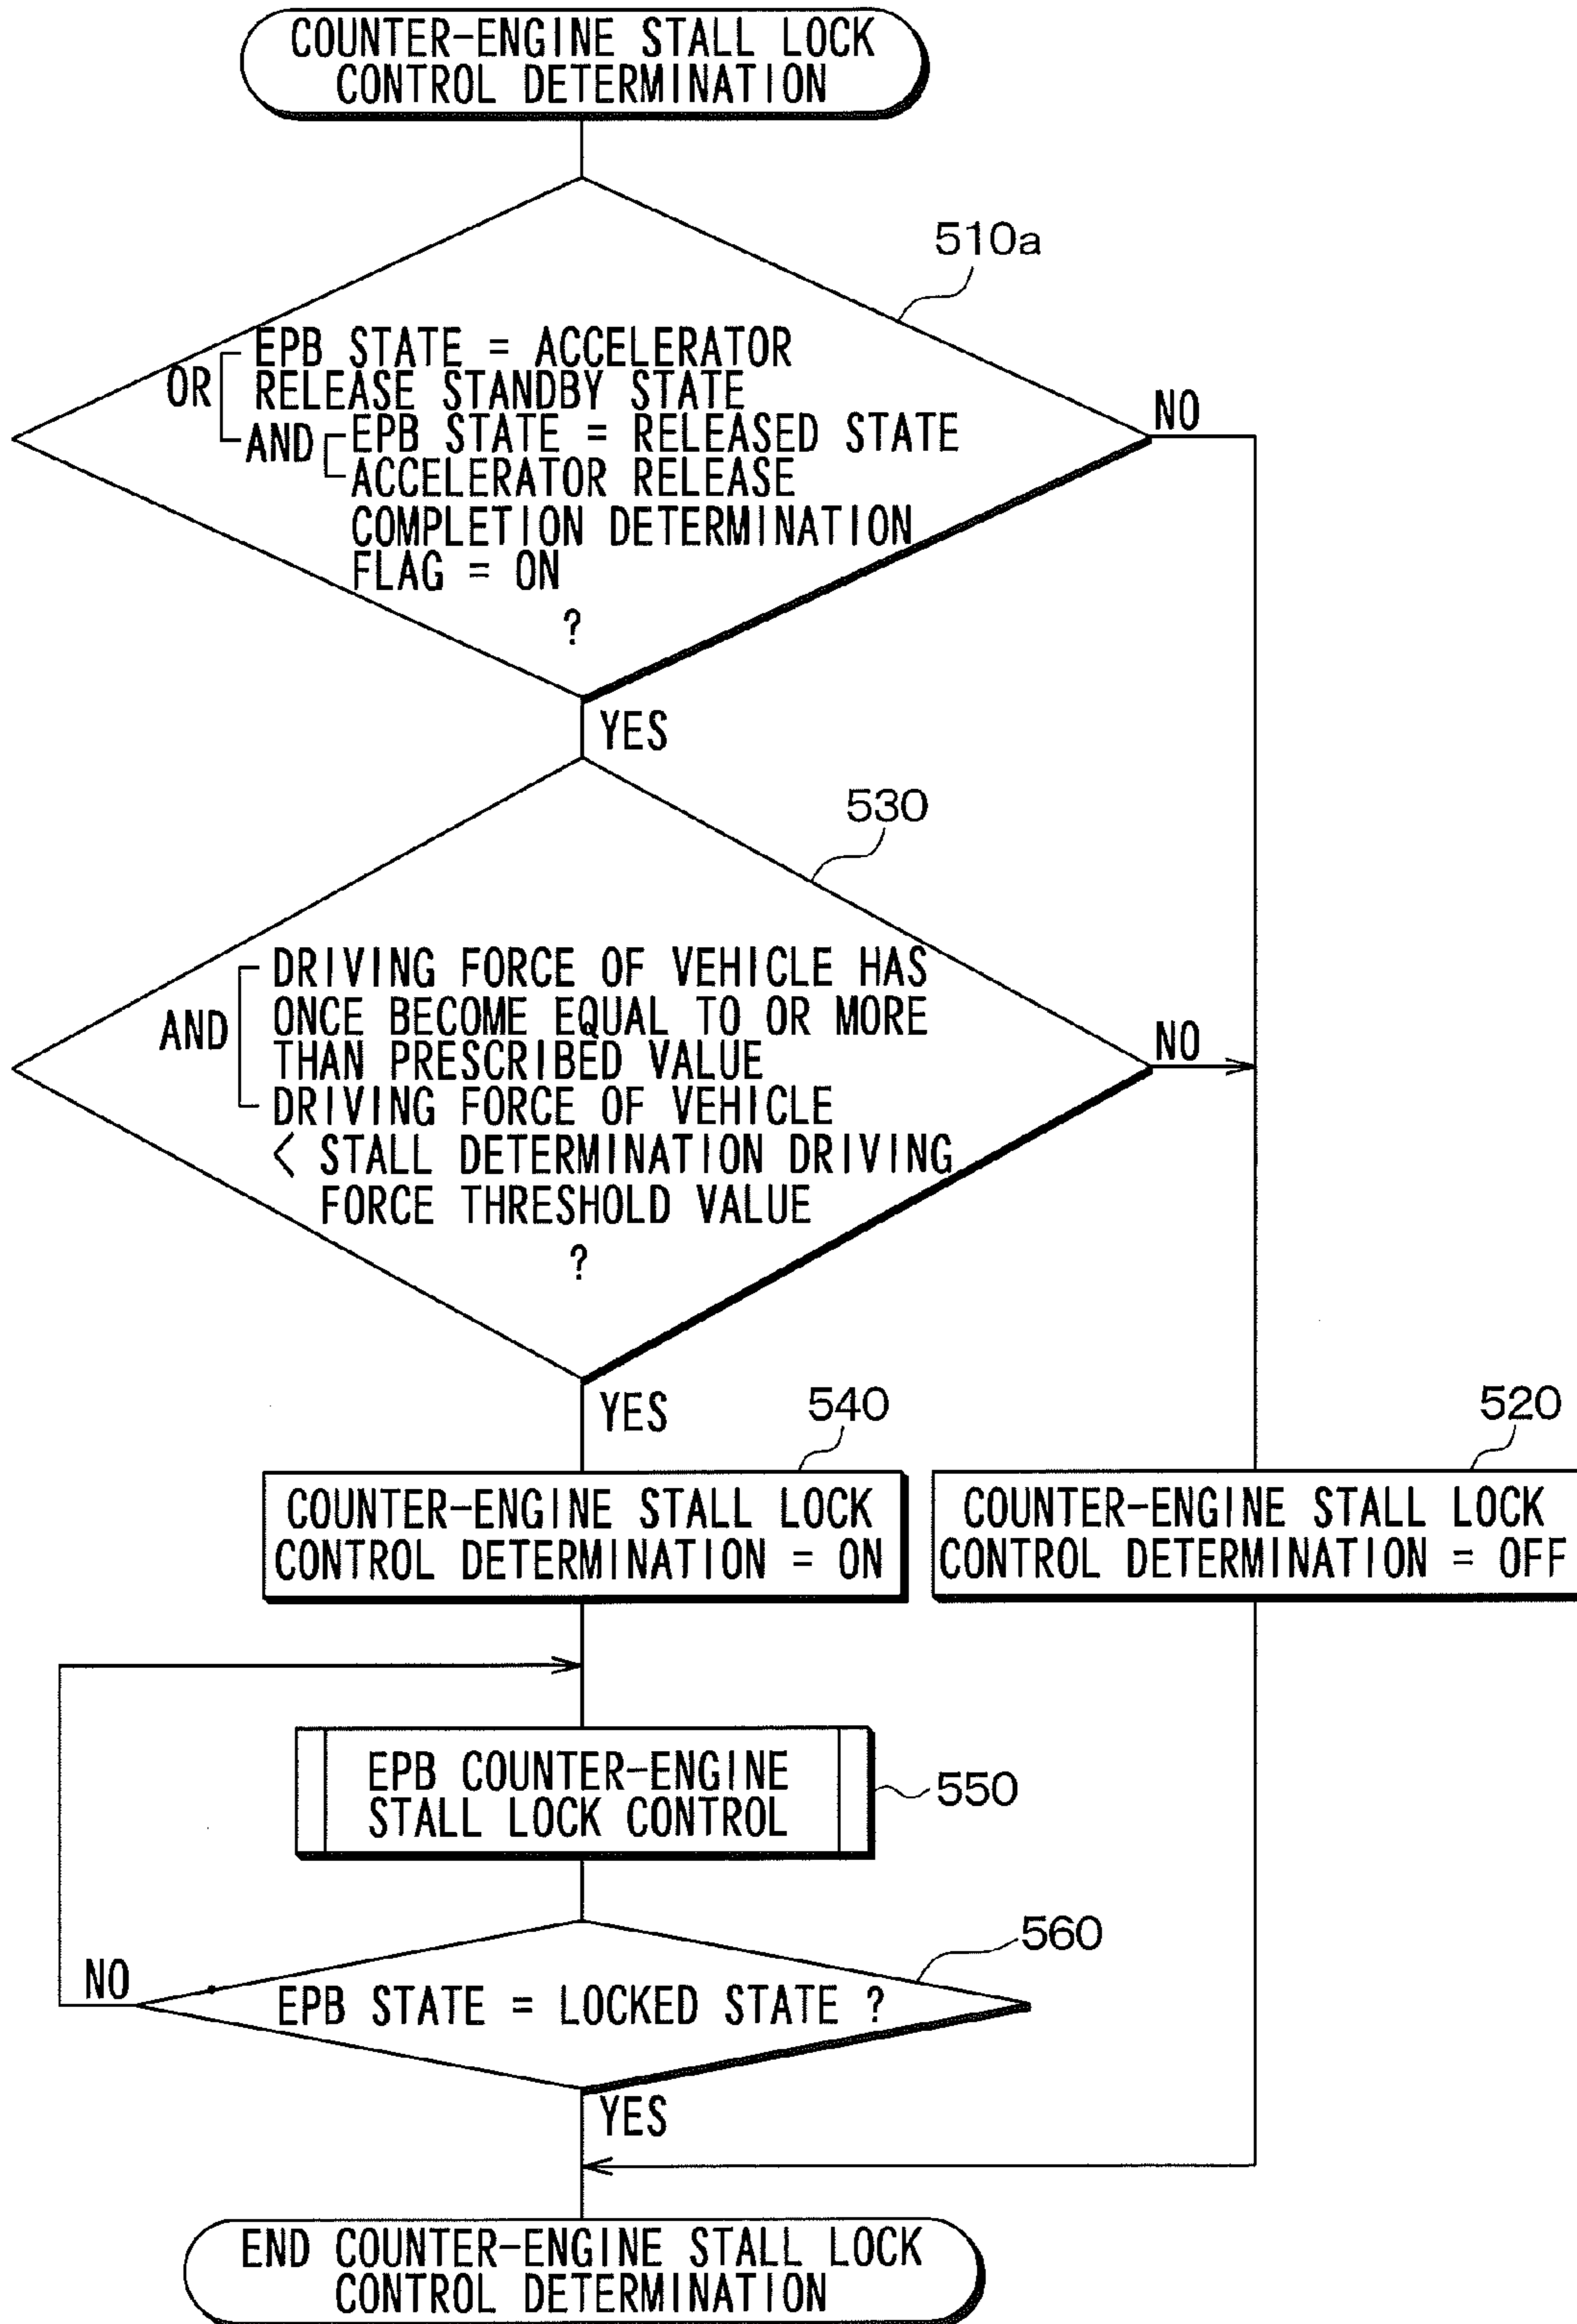 COUNTER-ENGINE STALL LOCK
CONTROL DETERMINATION
510a
EPB STATE = ACCELERATOR
OR RELEASE STANDBY STATE
AND EPB STATE = RELEASED STATE
ACCELERATOR RELEASE
COMPLETION DETERMINATION
FLAG = ON
?
NO
YES
530
DRIVING FORCE OF VEHICLE HAS
ONCE BECOME EQUAL TO OR MORE
AND
THAN PRESCRIBED VALUE
DRIVING FORCE OF VEHICLE
< STALL DETERMINATION DRIVING
FORCE THRESHOLD VALUE
?
NO
YES
540
COUNTER-ENGINE STALL LOCK
CONTROL DETERMINATION = ON
520
COUNTER-ENGINE STALL LOCK
CONTROL DETERMINATION = OFF
EPB COUNTER-ENGINE
STALL LOCK CONTROL
550
560
NO
EPB STATE = LOCKED STATE ?
YES
END COUNTER-ENGINE STALL LOCK
CONTROL DETERMINATION